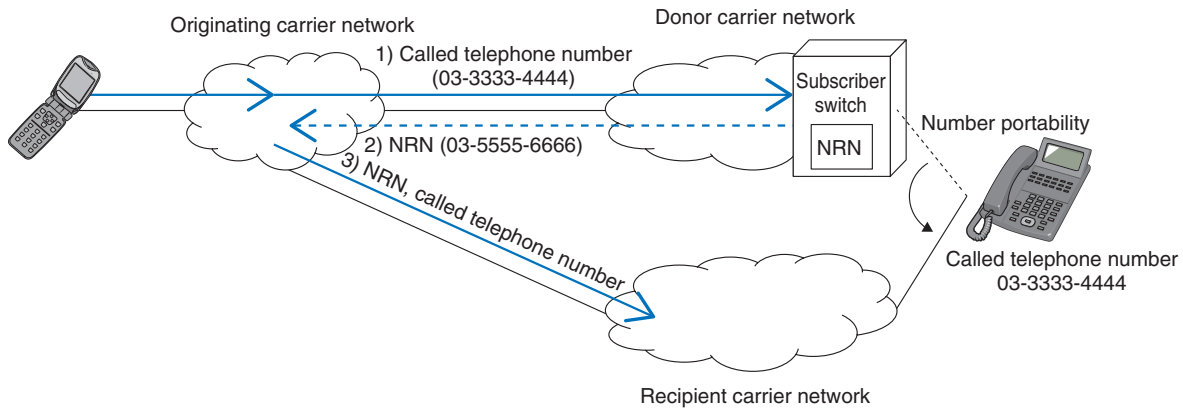 Originating carrier network
Donor carrier network
1) Called telephone number
(03-3333-4444)
Subscriber
switch
NRN
2) NRN (03-5555-6666)
3) NRN, called telephone number
Number portability
Called telephone number
03-3333-4444
Recipient carrier network